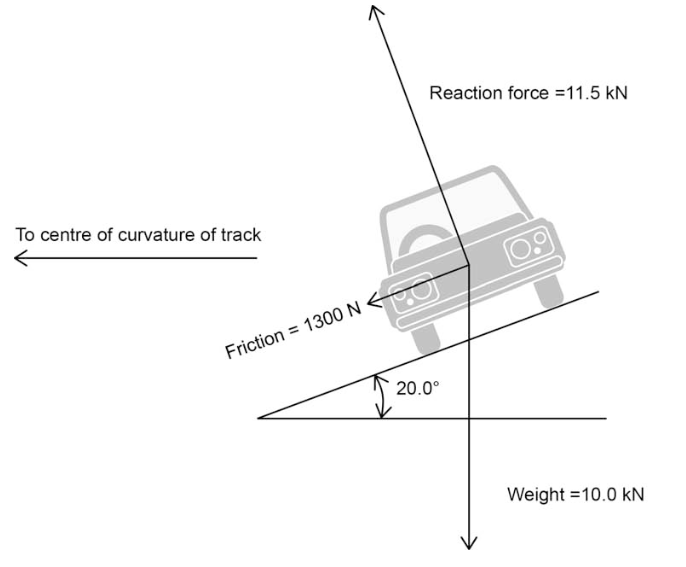 Reaction force =11.5 kN
To centre of curvature of track
Friction = 1300 N
20.0°
Weight =10.0 kN